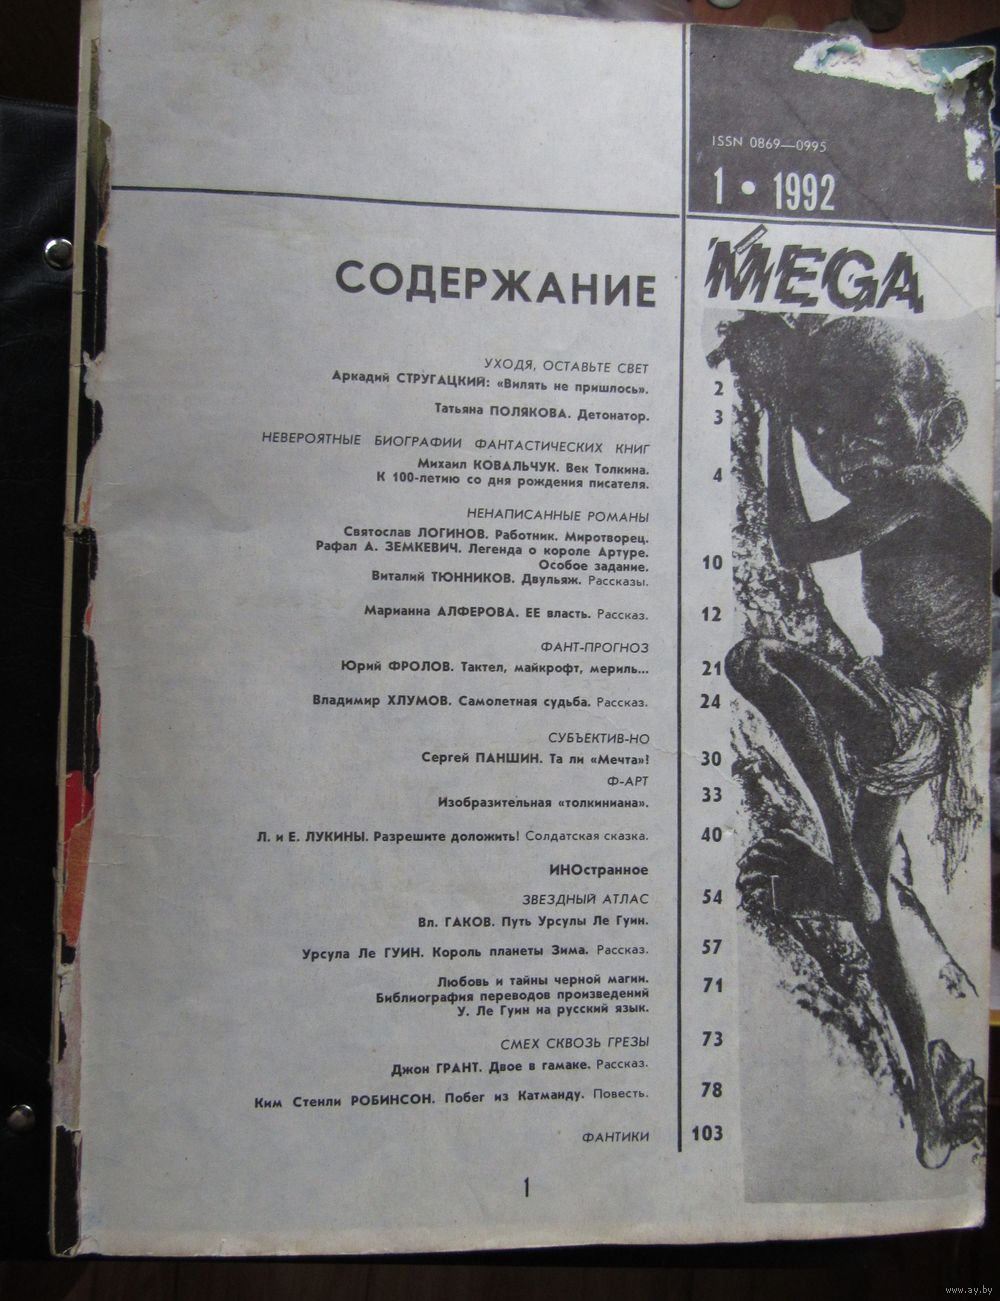 ISSN 0869—0995
1 • 1992
MEGA
СОДЕРЖАНИЕ
УХОДЯ, ОСТАВЬТЕ СВЕТ
Аркадий СТРУГАЦКИЙ: «Вилять не пришлось». 2
Татьяна ПОЛЯКОВА. Детонатор. 3
НЕВЕРОЯТНЫЕ БИОГРАФИИ ФАНТАСТИЧЕСКИХ КНИГ
Михаил КОВАЛЬЧУК. Век Толкина.
К 100-летию со дня рождения писателя. 4
НЕНАПИСАННЫЕ РОМАНЫ
Святослав ЛОГИНОВ. Работник. Миротворец.
Рафал А. ЗЕМКЕВИЧ. Легенда о короле Артуре.
Особое задание. 10
Виталий ТЮННИКОВ. Двульяж. Рассказы.
Марианна АЛФЕРОВА. ЕЕ власть. Рассказ. 12
ФАНТ-ПРОГНОЗ
Юрий ФРОЛОВ. Тактел, майкрофт, мериль... 21
Владимир ХЛУМОВ. Самолетная судьба. Рассказ. 24
СУБЪЕКТИВ-НО
Сергей ПАНШИН. Та ли «Мечта»! 30
Ф-АРТ
Изобразительная «толкиниана». 33
Л. и Е. ЛУКИНЫ. Разрешите доложить! Солдатская сказка. 40
ИНОстранное
ЗВЕЗДНЫЙ АТЛАС 54
Вл. ГАКОВ. Путь Урсулы Ле Гуин.
Урсула Ле ГУИН. Король планеты Зима. Рассказ. 57
Любовь и тайны черной магии. 71
Библиография переводов произведений
У. Ле Гуин на русский язык.
СМЕХ СКВОЗЬ ГРЕЗЫ 73
Джон ГРАНТ. Двое в гамаке. Рассказ.
Ким Стенли РОБИНСОН. Побег из Катманду. Повесть. 78
ФАНТИКИ 103
1
www.ay.by